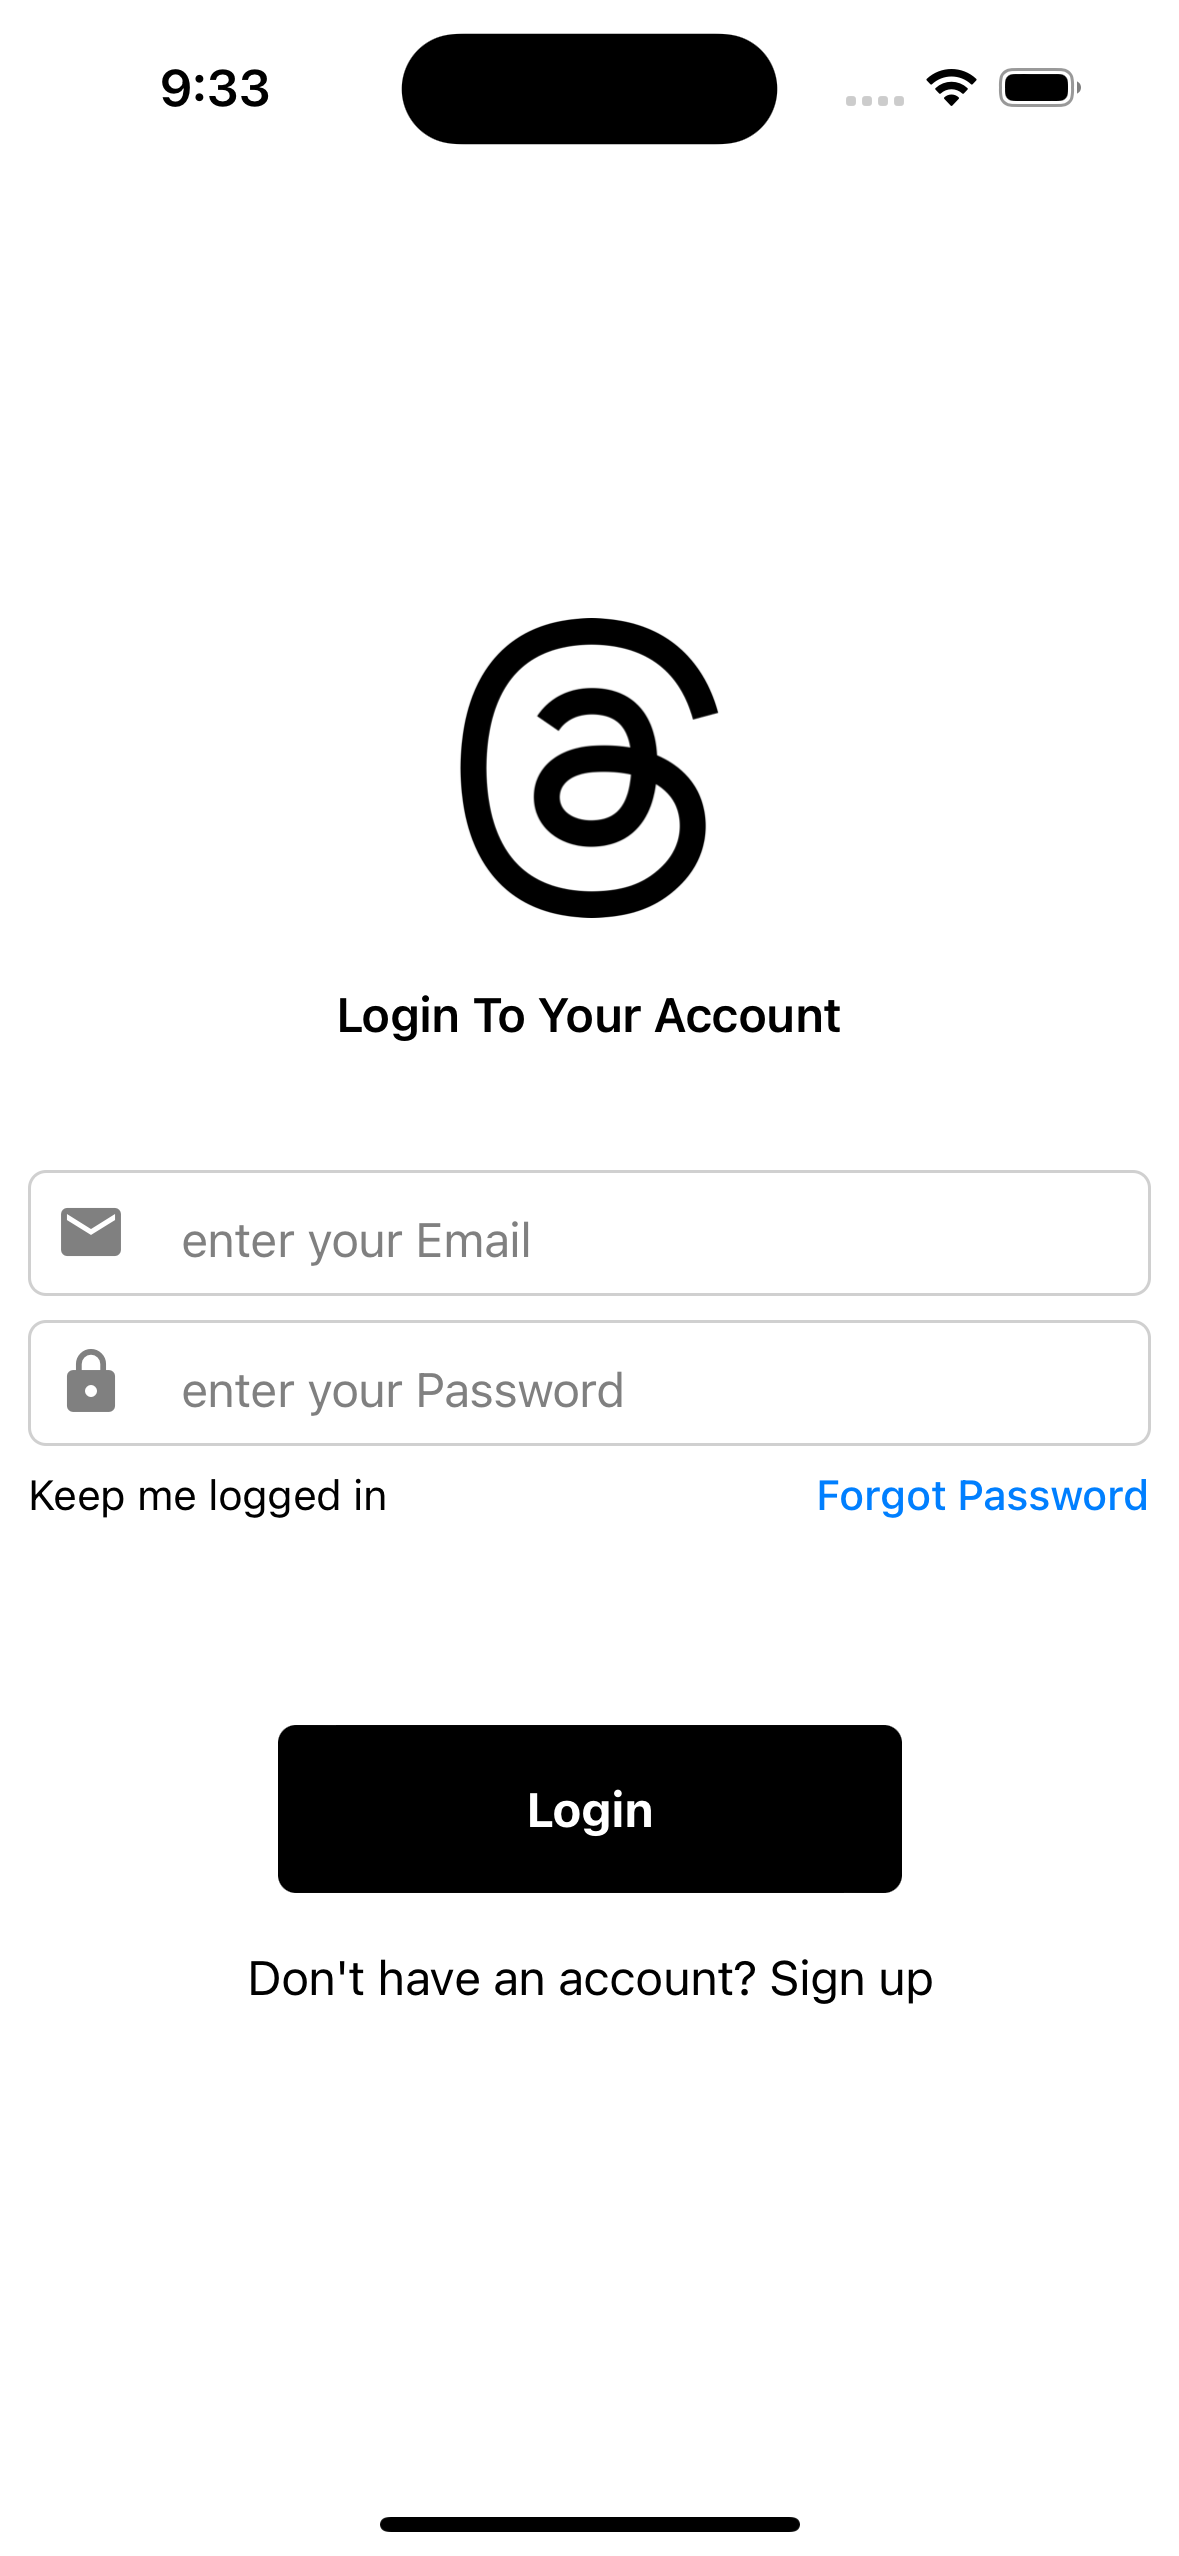 9:33
Login To Your Account
enter your Email
enter your Password
Keep me logged in Forgot Password
Login
Don't have an account? Sign up